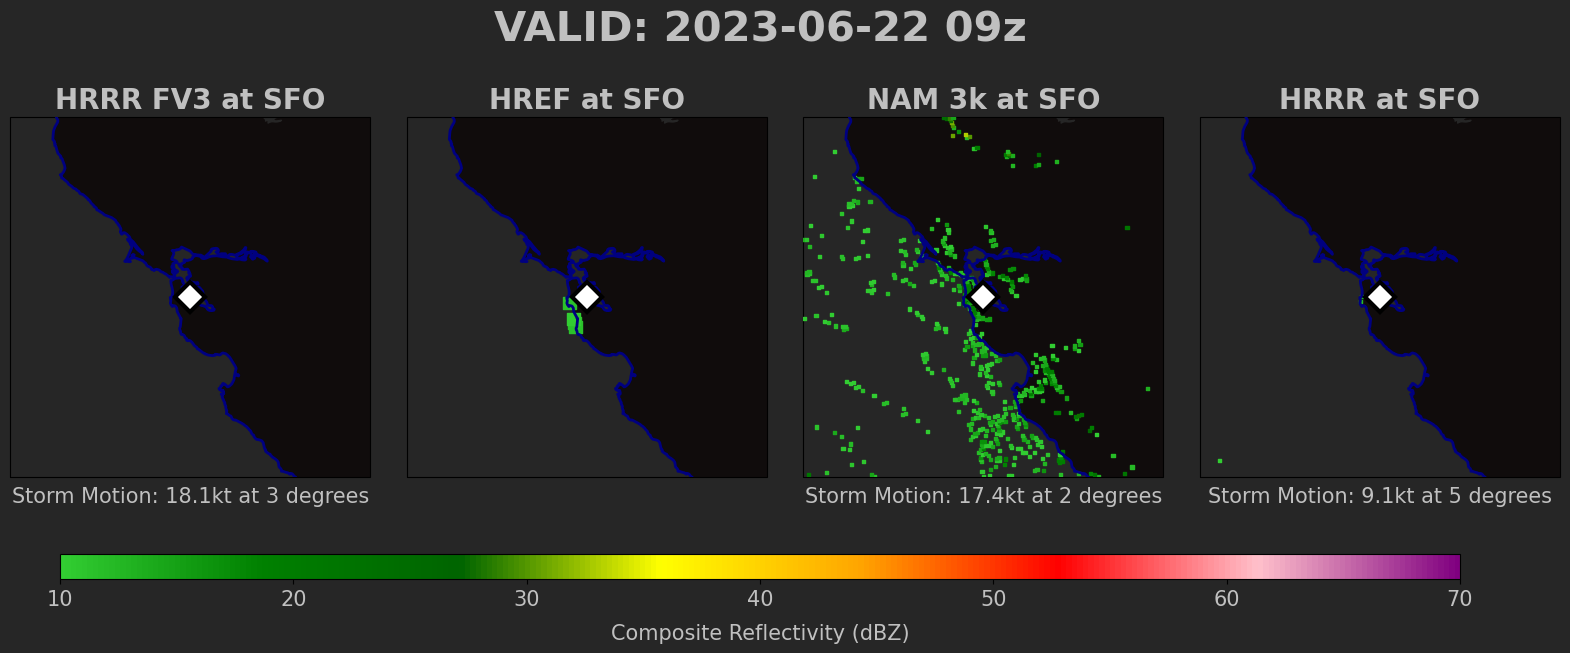 VALID: 2023-06-22 09z
HRRR FV3 at SFO
HREF at SFO
NAM 3k at SFO
HRRR at SFO
Storm Motion: 18.1kt at 3 degrees
Storm Motion: 17.4kt at 2 degrees
Storm Motion: 9.1kt at 5 degrees
10 20 30 40 50 60 70
Composite Reflectivity (dBZ)